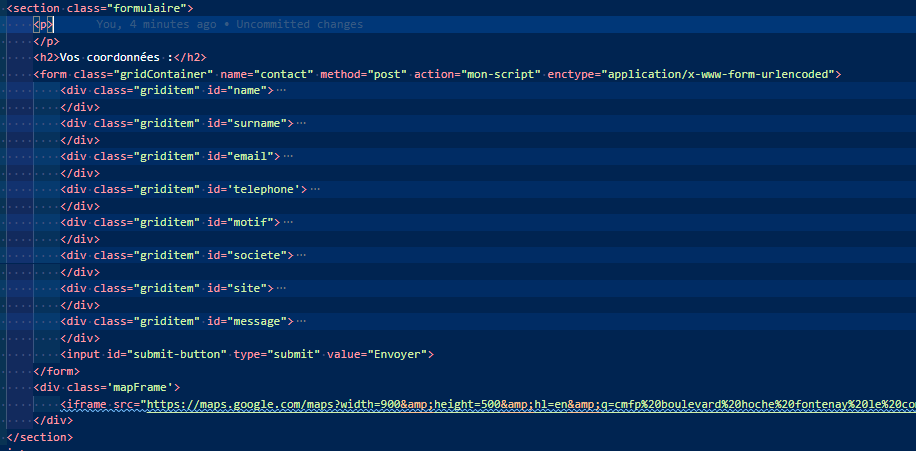 <section class="formulaire">
<p> You, 4 minutes ago • Uncommitted changes
</p>
<h2>Vos coordonnées :</h2>
<form class="gridContainer" name="contact" method="post" action="mon-script" enctype="application/x-www-form-urlencoded">
<div class="griditem" id="name">⋯
</div>
<div class="griditem" id="surname">⋯
</div>
<div class="griditem" id="email">⋯
</div>
<div class="griditem" id='telephone'>⋯
</div>
<div class="griditem" id="motif">⋯
</div>
<div class="griditem" id="societe">⋯
</div>
<div class="griditem" id="site">⋯
</div>
<div class="griditem" id="message">⋯
</div>
<input id="submit-button" type="submit" value="Envoyer">
</form>
<div class='mapFrame'>
<iframe src="https://maps.google.com/maps?width=900&amp;height=500&amp;hl=en&amp;q=cmfp%20boulevard%20hoche%20fontenay%20le%20co
</div>
</section>